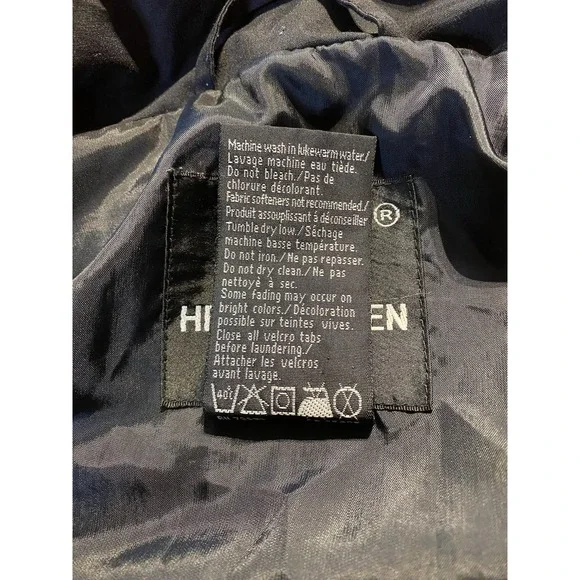 Machine wash in lukewarm water./
Lavage machine eau tiède.
Do not bleach./Pas de
chlorure décolorant.
Fabric softeners not recommended./
Produit assouplissant á déconseiller
Tumble dry low./Séchage
machine basse température.
Do not iron./Ne pas repasser.
Do not dry clean./Ne pas
nettoyé à sec.
Some fading may occur on
bright colors./Décoloration
possible sur teintes vives.
Close all velcro tabs
before laundering./
Attacher les velcros
avant lavage.
40°C
®